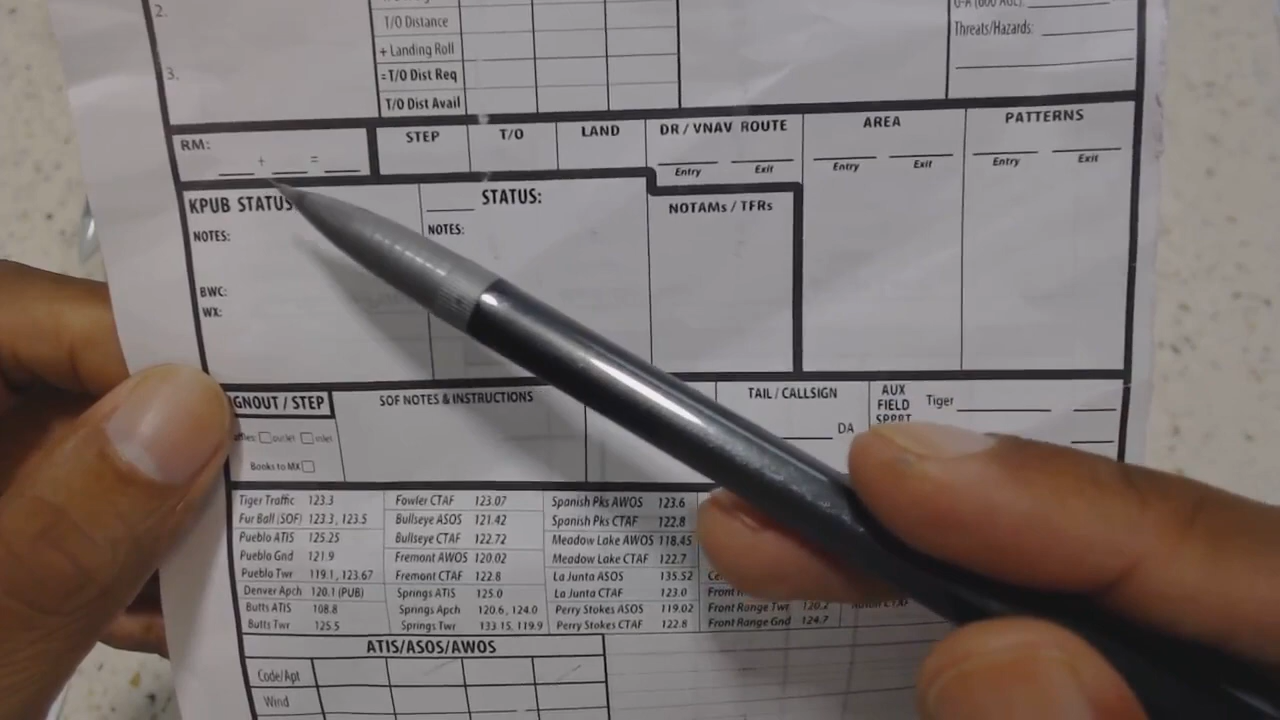 2.
3.
T/O Distance
+ Landing Roll
=T/O Dist Req
T/O Dist Avail
Threats/Hazards:
RM: ___ + ___ = ___
STEP T/O LAND DR / VNAV ROUTE AREA PATTERNS
Entry Exit Entry Exit Entry Exit
KPUB STATUS
NOTES:
BWC:
WX:
____ STATUS:
NOTES:
NOTAMs / TFRs
GNOUT / STEP
Books to MX
SOF NOTES & INSTRUCTIONS
TAIL / CALLSIGN
DA
AUX
FIELD
SPPRT
Tiger
Tiger Traffic 123.3
Fur Ball (SOF) 123.3, 123.5
Pueblo ATIS 125.25
Pueblo Gnd 121.9
Pueblo Twr 119.1, 123.67
Denver Apch 120.1 (PUB)
Butts ATIS 108.8
Butts Twr 125.5
Fowler CTAF 123.07
Bullseye ASOS 121.42
Bullseye CTAF 122.72
Fremont AWOS 120.02
Fremont CTAF 122.8
Springs ATIS 125.0
Springs Apch 120.6, 124.0
Springs Twr 133.15, 119.9
Spanish Pks AWOS 123.6
Spanish Pks CTAF 122.8
Meadow Lake AWOS 118.45
Meadow Lake CTAF 122.7
La Junta ASOS 135.52
La Junta CTAF 123.0
Perry Stokes ASOS 119.02
Perry Stokes CTAF 122.8
Front Range Twr 120.2
Front Range Gnd 124.7
ATIS/ASOS/AWOS
Code/Apt
Wind